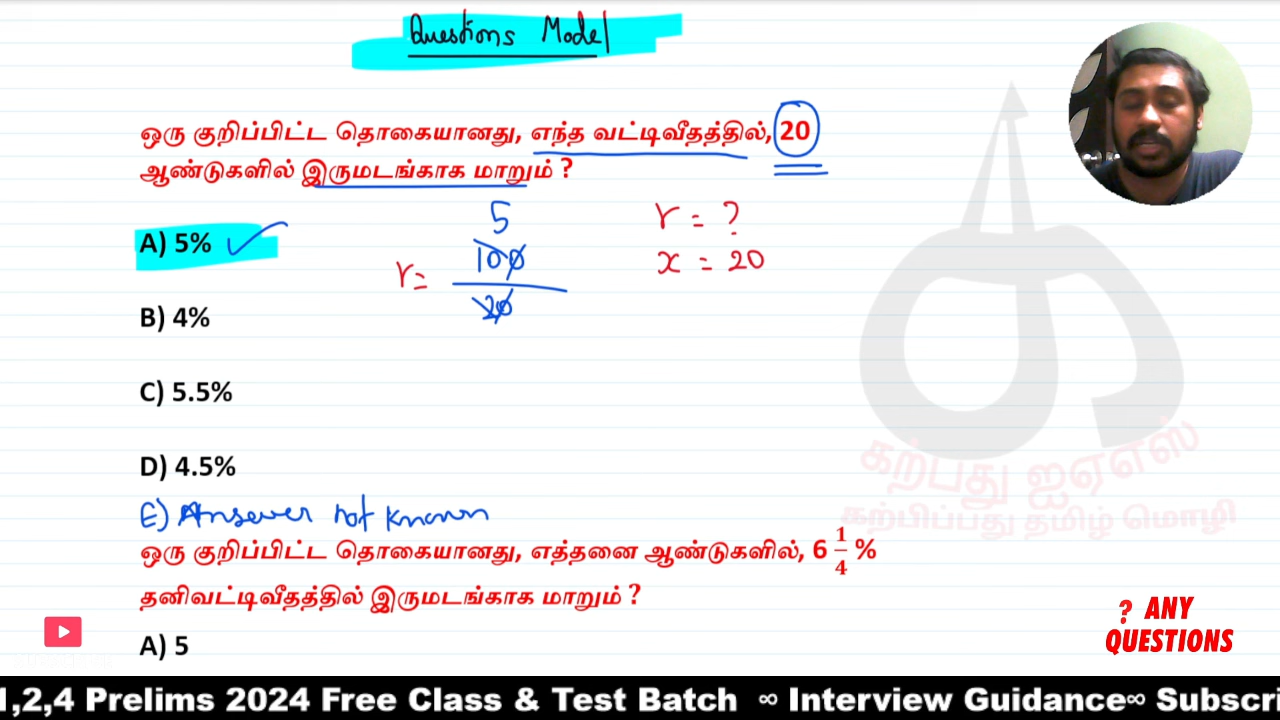 Questions Model
ஒரு குறிப்பிட்ட தொகையானது, எந்த வட்டிவீதத்தில், 20
ஆண்டுகளில் இருமடங்காக மாறும் ?
A) 5%
r = 100/20 5
r = ?
x = 20
B) 4%
C) 5.5%
D) 4.5%
E) Answer not known
ஒரு குறிப்பிட்ட தொகையானது, எத்தனை ஆண்டுகளில், 6 1/4 %
தனிவட்டிவீதத்தில் இருமடங்காக மாறும் ?
A) 5
கற்பது ஐஏஎஸ்
கற்பிப்பது தமிழ் மொழி
? ANY
QUESTIONS
1,2,4 Prelims 2024 Free Class & Test Batch ∞ Interview Guidance∞ Subscri